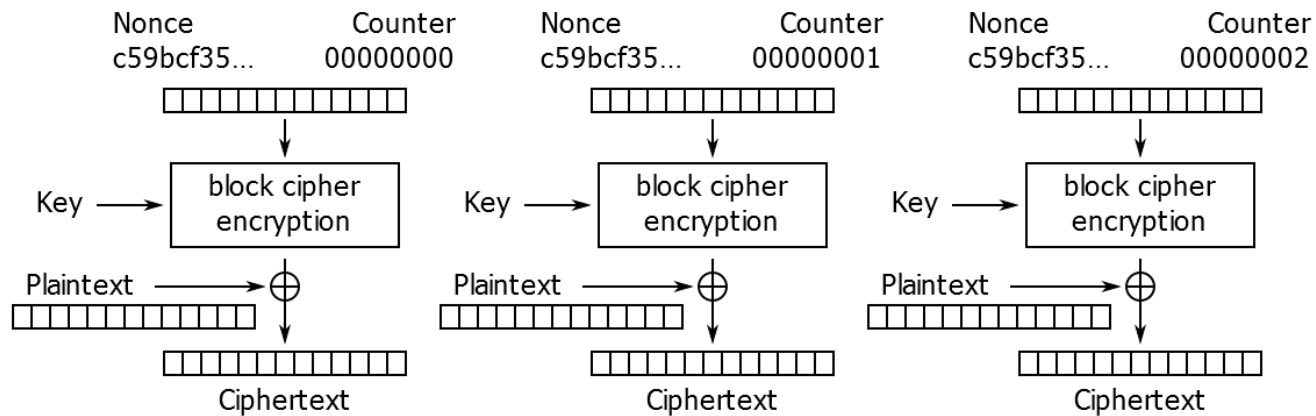 Nonce Counter Nonce Counter Nonce Counter
c59bcf35... 00000000 c59bcf35... 00000001 c59bcf35... 00000002
block cipher block cipher block cipher
Key encryption Key encryption Key encryption
Plaintext Plaintext Plaintext
Ciphertext Ciphertext Ciphertext